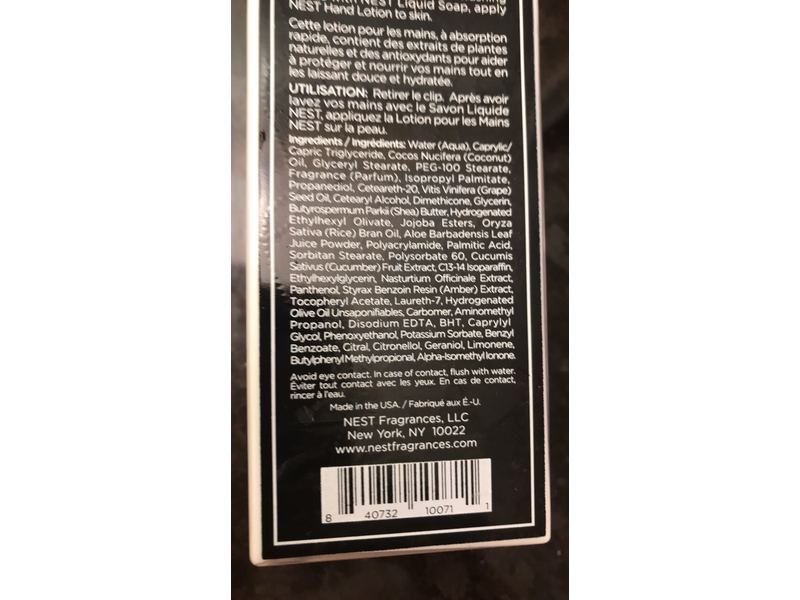 with NEST Liquid Soap, apply
NEST Hand Lotion to skin.
Cette lotion pour les mains, à absorption
rapide, contient des extraits de plantes
naturelles et des antioxydants pour aider
à protéger et nourrir vos mains tout en
les laissant douce et hydratée.
UTILISATION: Retirer le clip. Après avoir
lavez vos mains avec le Savon Liquide
NEST, appliquez la Lotion pour les Mains
NEST sur la peau.
Ingredients / Ingrédients: Water (Aqua), Caprylic/
Capric Triglyceride, Cocos Nucifera (Coconut)
Oil, Glyceryl Stearate, PEG-100 Stearate,
Fragrance (Parfum), Isopropyl Palmitate,
Propanediol, Ceteareth-20, Vitis Vinifera (Grape)
Seed Oil, Cetearyl Alcohol, Dimethicone, Glycerin,
Butyrospermum Parkii (Shea) Butter, Hydrogenated
Ethylhexyl Olivate, Jojoba Esters, Oryza
Sativa (Rice) Bran Oil, Aloe Barbadensis Leaf
Juice Powder, Polyacrylamide, Palmitic Acid,
Sorbitan Stearate, Polysorbate 60, Cucumis
Sativus (Cucumber) Fruit Extract, C13-14 Isoparaffin,
Ethylhexylglycerin, Nasturtium Officinale Extract,
Panthenol, Styrax Benzoin Resin (Amber) Extract,
Tocopheryl Acetate, Laureth-7, Hydrogenated
Olive Oil Unsaponifiables, Carbomer, Aminomethyl
Propanol, Disodium EDTA, BHT, Caprylyl
Glycol, Phenoxyethanol, Potassium Sorbate, Benzyl
Benzoate, Citral, Citronellol, Geraniol, Limonene,
Butylphenyl Methylpropional, Alpha-Isomethyl Ionone.
Avoid eye contact. In case of contact, flush with water.
Éviter tout contact avec les yeux. En cas de contact,
rincer à l'eau.
Made in the USA. / Fabriqué aux É.-U.
NEST Fragrances, LLC
New York, NY 10022
www.nestfragrances.com
8 40732 10071 1